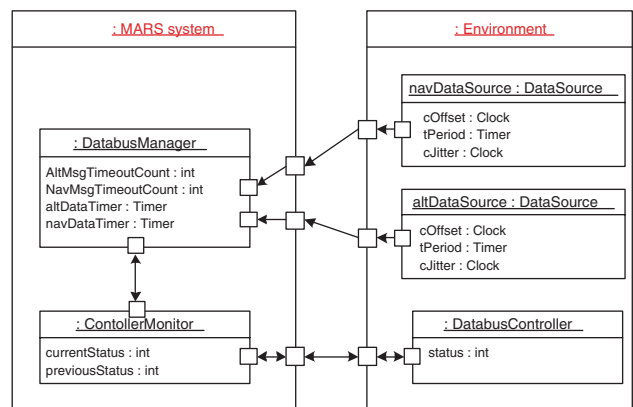 : MARS system
: DatabusManager
AltMsgTimeoutCount : int
NavMsgTimeoutCount : int
altDataTimer : Timer
navDataTimer : Timer
: ContollerMonitor
currentStatus : int
previousStatus : int
: Environment
navDataSource : DataSource
cOffset : Clock
tPeriod : Timer
cJitter : Clock
altDataSource : DataSource
cOffset : Clock
tPeriod : Timer
cJitter : Clock
: DatabusController
status : int